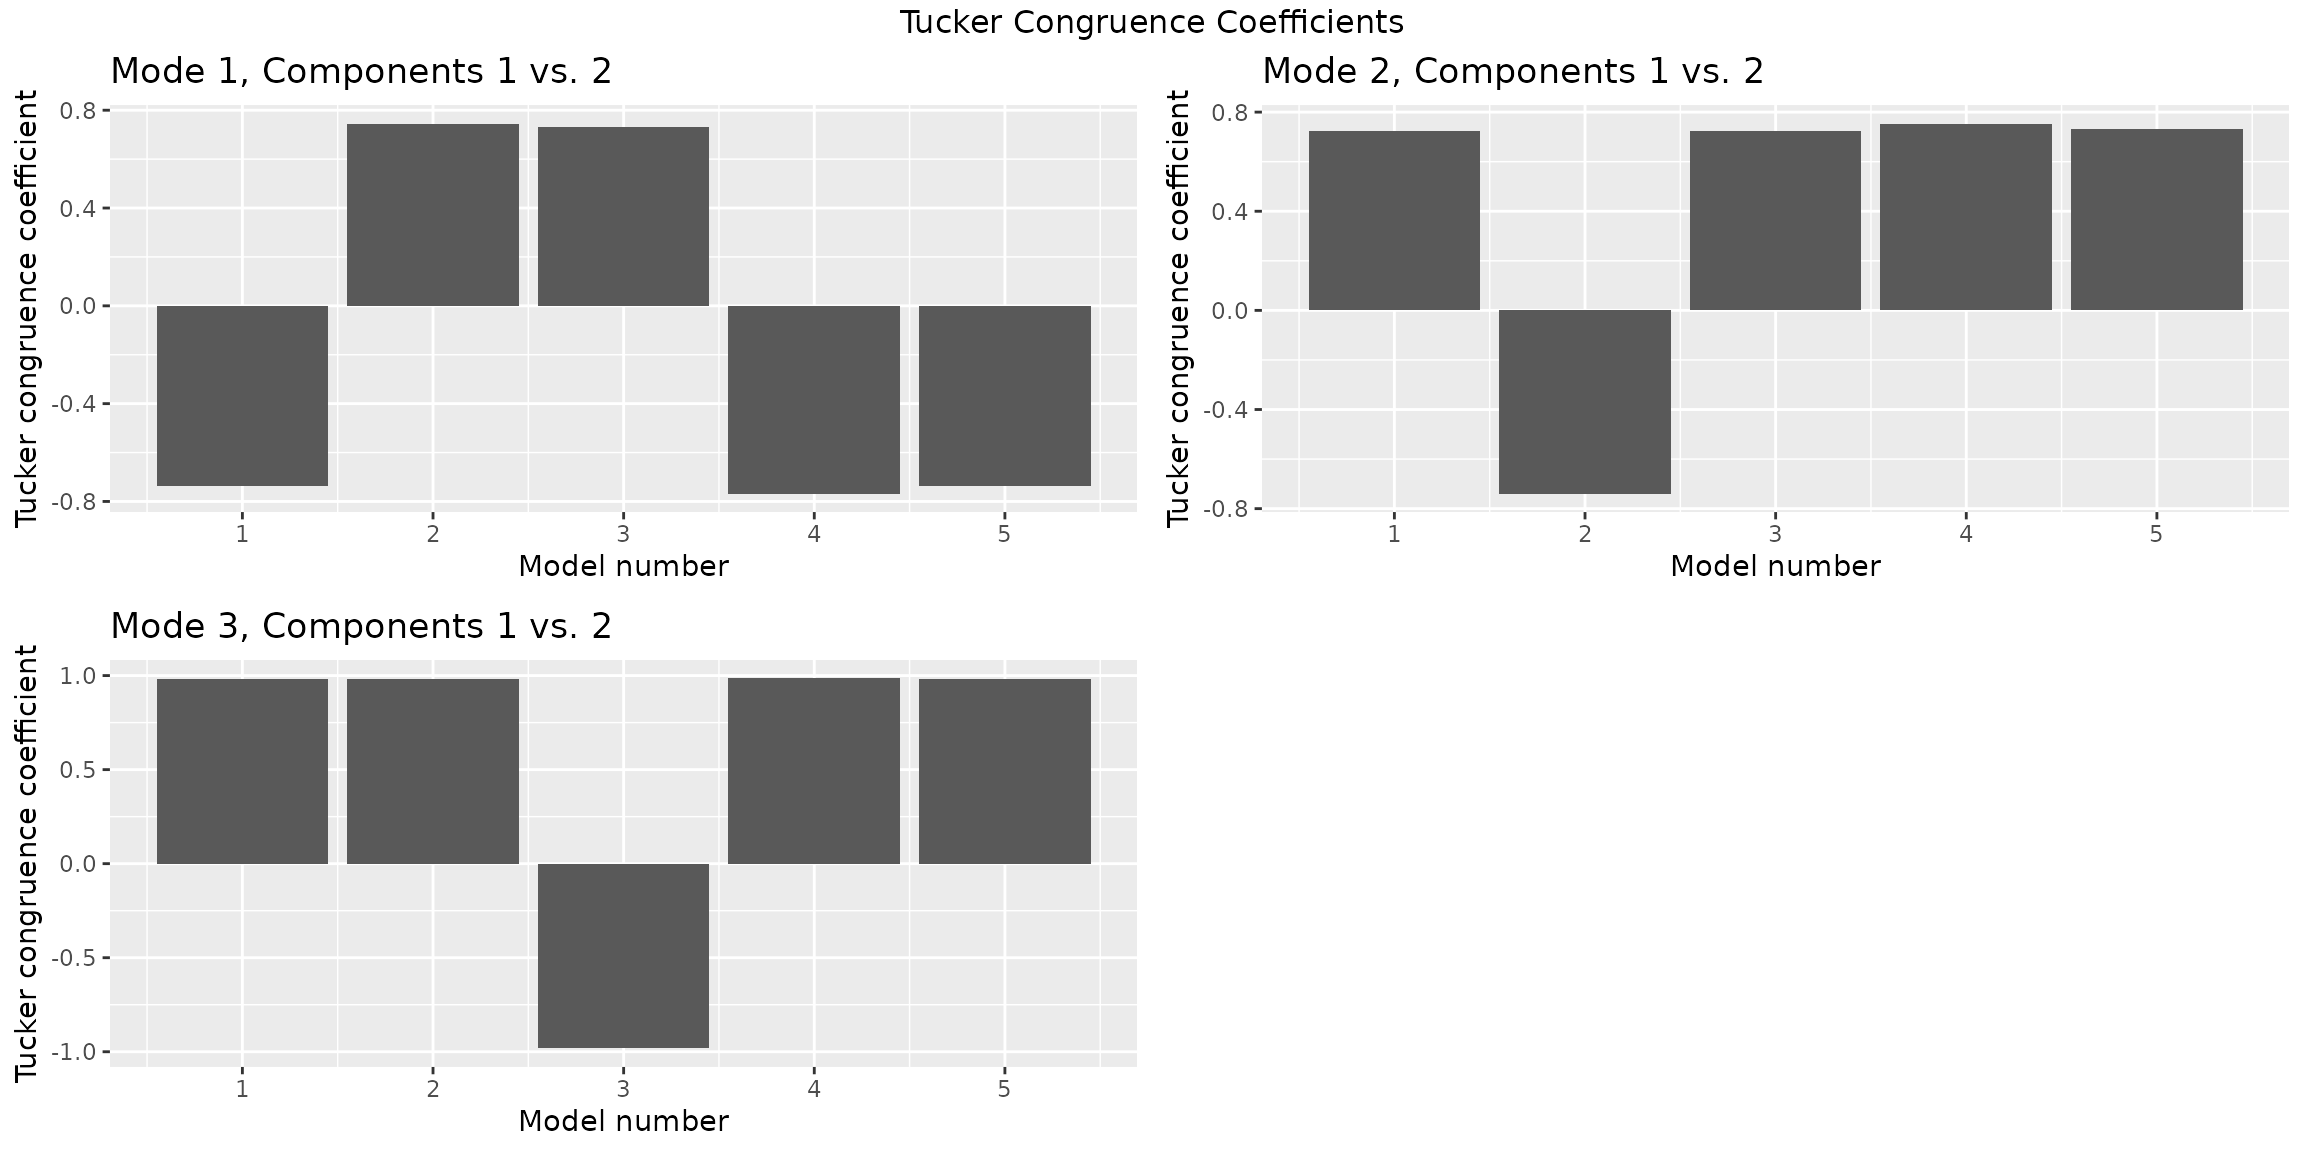 Tucker Congruence Coefficients
Mode 1, Components 1 vs. 2
Tucker congruence coefficient
0.8
0.4
0.0
-0.4
-0.8
1 2 3 4 5
Model number
Mode 2, Components 1 vs. 2
Tucker congruence coefficient
0.8
0.4
0.0
-0.4
-0.8
1 2 3 4 5
Model number
Mode 3, Components 1 vs. 2
Tucker congruence coefficient
1.0
0.5
0.0
-0.5
-1.0
1 2 3 4 5
Model number